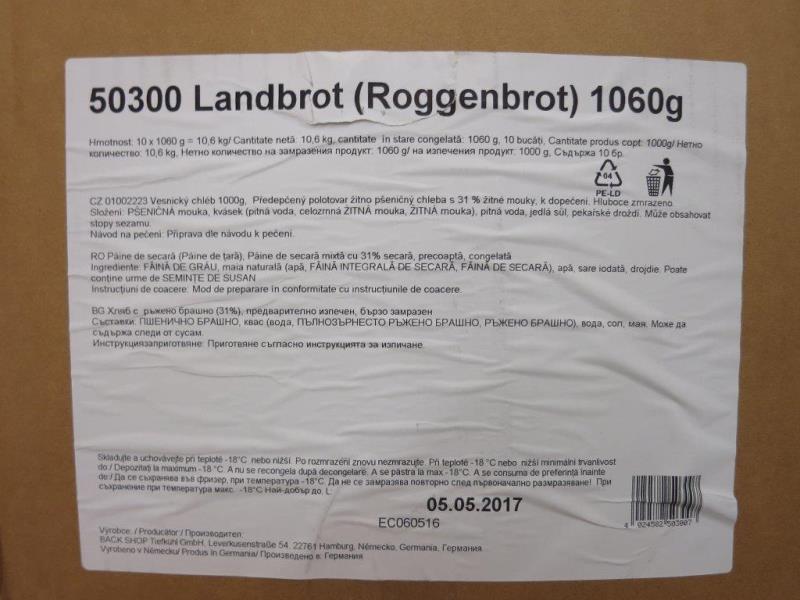 50300 Landbrot (Roggenbrot) 1060g
Hmotnost: 10 x 1060 g = 10,6 kg/ Cantitate netă: 10,6 kg, cantitate în stare congelată: 1060 g, 10 bucăți, Cantitate produs copt: 1000g/ Нетно
количество: 10,6 kg, Нетно количество на замразения продукт: 1060 g/ на изпечения продукт: 1000 g, Съдържа 10 бр.
04
PE-LD
CZ 01002223 Vesnický chléb 1000g, Předepčený polotovar žitno pšeničný chleba s 31 % žitné mouky, k dopečení. Hluboce zmrazeno.
Složení: PŠENIČNÁ mouka, kvásek (pitná voda, celozrnná ŽITNÁ mouka, ŽITNÁ mouka), pitná voda, jedlá sůl, pekařské droždí. Může obsahovat
stopy sezamu.
Návod na pečení: Příprava dle návodu k pečení.
RO Pâine de secară (Pâine de țară), Pâine de secară mixtă cu 31% secară, precoaptă, congelată
Ingrediente: FĂINĂ DE GRÂU, maia naturală (apă, FĂINĂ INTEGRALĂ DE SECARĂ, FĂINĂ DE SECARĂ), apă, sare iodată, drojdie. Poate
conține urme de SEMINTE DE SUSAN
Instrucțiuni de coacere: Mod de preparare în conformitate cu instrucțiunile de coacere.
BG Хляб с ръжено брашно (31%), предварително изпечен, бързо замразен
Съставки: ПШЕНИЧНО БРАШНО, квас (вода, ПЪЛНОЗЪРНЕСТО РЪЖЕНО БРАШНО, РЪЖЕНО БРАШНО), вода, сол, мая. Може да
съдържа следи от сусам.
Инструкциязаприготвяне: Приготвяне съгласно инструкцията за изпичане.
Skladujte a uchovávejte při teplotě -18°C nebo nižší. Po rozmrazení znovu nezmrazujte. Při teplotě -18 °C nebo nižší minimální trvanlivost
do:/ Depozitați la maximum -18 °C. A nu se recongela după decongelare. A se păstra la max -18°C. A se consuma de preferință înainte
de:/ Да се съхранява във фризер, при температура -18°C. Да не се замразява повторно след първоначално размразяване! При
съхранение при температура макс. -18°C Най-добър до: L:
05.05.2017
EC060516
4 024582 503007
Výrobce: / Producător:/ Производител:
BACK SHOP Tiefkühl GmbH, Leverkusenstraße 54, 22761 Hamburg, Německo, Germania, Германия
Vyrobeno v Německu/ Produs în Germania/ Произведено в: Германия